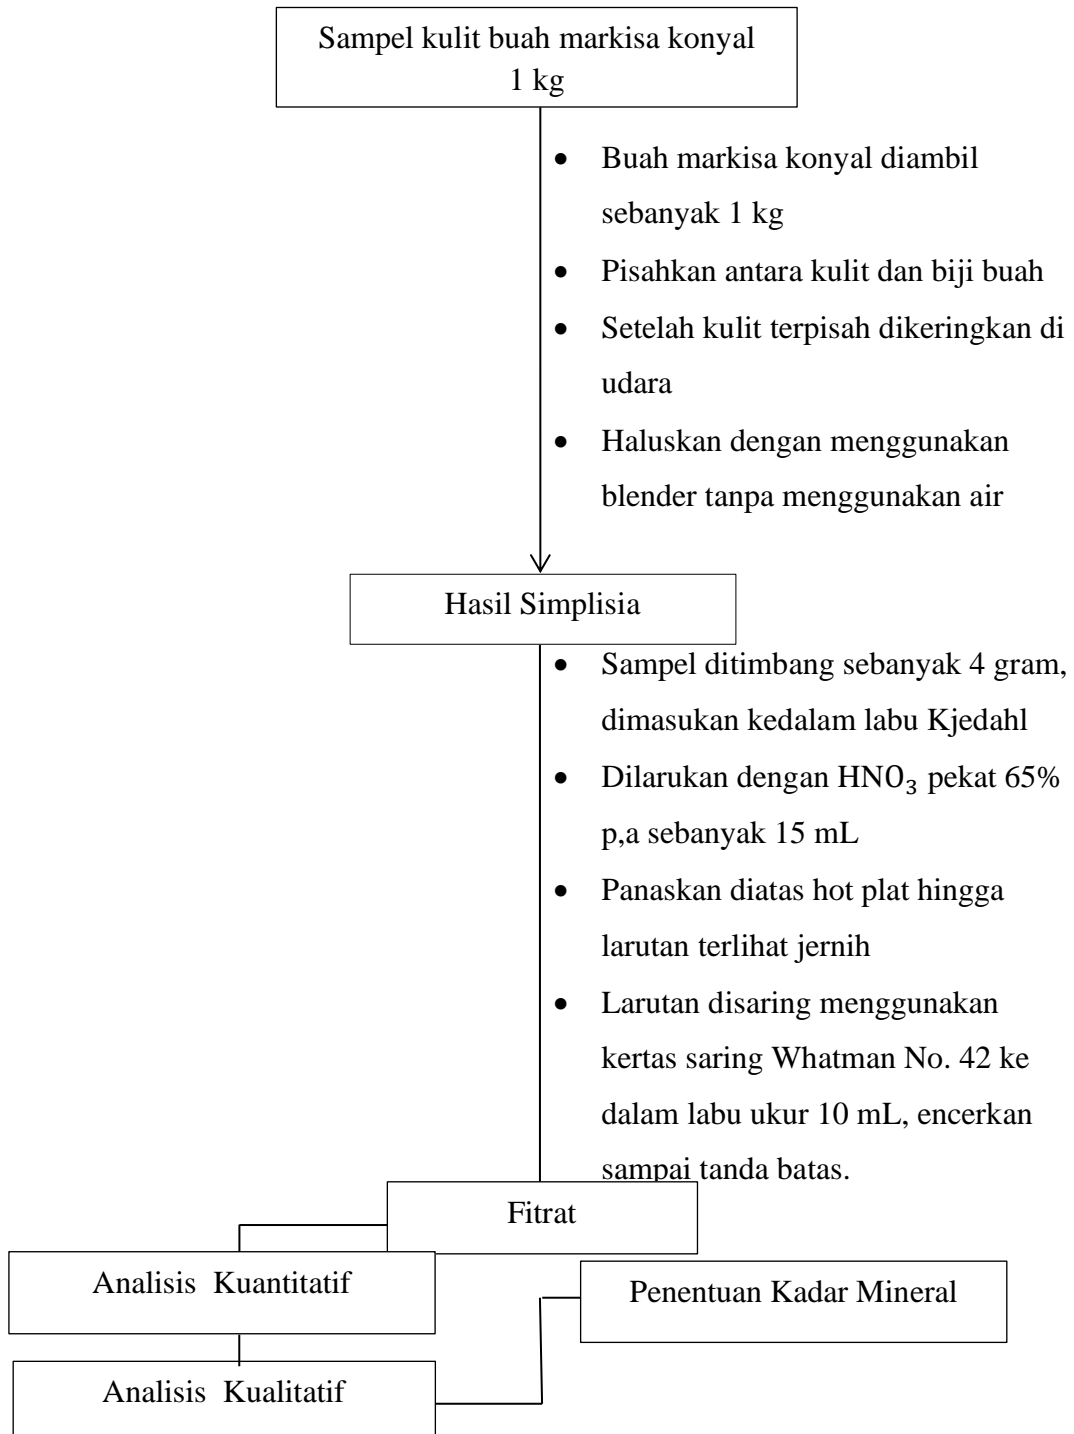 Sampel kulit buah markisa konyal
1 kg
• Buah markisa konyal diambil
sebanyak 1 kg
• Pisahkan antara kulit dan biji buah
• Setelah kulit terpisah dikeringkan di
udara
• Haluskan dengan menggunakan
blender tanpa menggunakan air
Hasil Simplisia
• Sampel ditimbang sebanyak 4 gram,
dimasukan kedalam labu Kjedahl
• Dilarukan dengan HNO₃ pekat 65%
p,a sebanyak 15 mL
• Panaskan diatas hot plat hingga
larutan terlihat jernih
• Larutan disaring menggunakan
kertas saring Whatman No. 42 ke
dalam labu ukur 10 mL, encerkan
sampai tanda batas.
Fitrat
Analisis Kuantitatif
Penentuan Kadar Mineral
Analisis Kualitatif